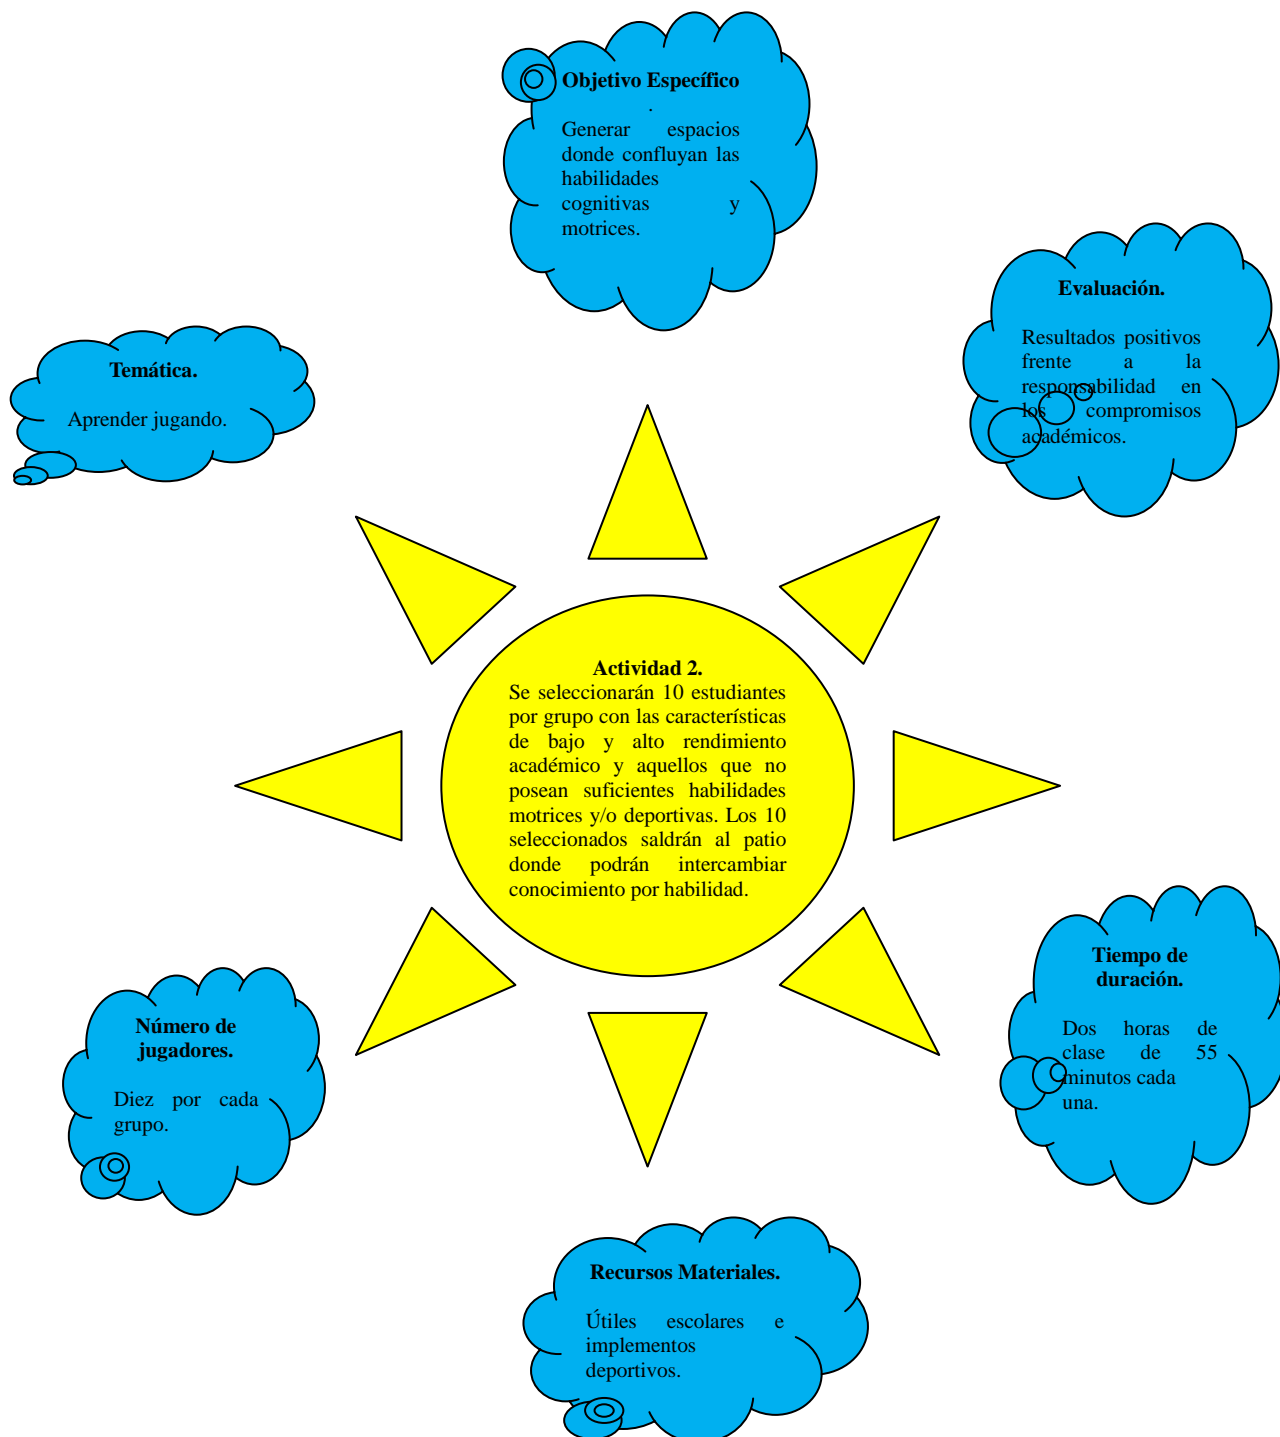 Objetivo Específico
.
Generar espacios
donde confluyan las
habilidades
cognitivas y
motrices.
Evaluación.
Resultados positivos
frente a la
responsabilidad en
los compromisos
académicos.
Temática.
Aprender jugando.
Actividad 2.
Se seleccionarán 10 estudiantes
por grupo con las características
de bajo y alto rendimiento
académico y aquellos que no
posean suficientes habilidades
motrices y/o deportivas. Los 10
seleccionados saldrán al patio
donde podrán intercambiar
conocimiento por habilidad.
Tiempo de
duración.
Dos horas de
clase de 55
minutos cada
una.
Número de
jugadores.
Diez por cada
grupo.
Recursos Materiales.
Útiles escolares e
implementos
deportivos.